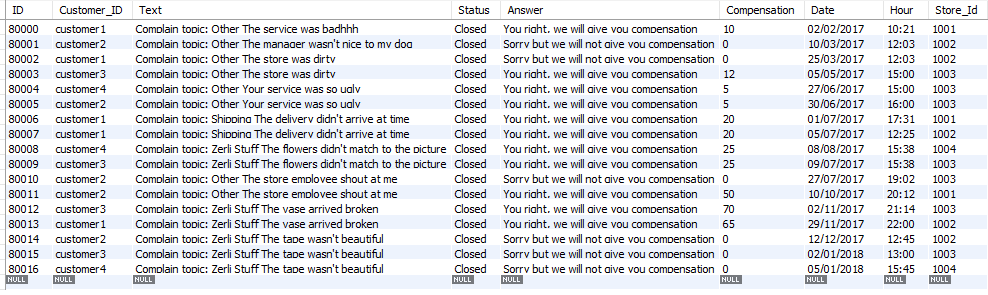 ID Customer_ID Text Status Answer Compensation Date Hour Store_Id
80000 customer1 Complain topic: Other The service was badhhh Closed You right, we will give you compensation 10 02/02/2017 10:21 1001
80001 customer2 Complain topic: Other The manager wasn't nice to my dog Closed Sorry but we will not give you compensation 0 10/03/2017 12:03 1002
80002 customer1 Complain topic: Other The store was dirty Closed Sorry but we will not give you compensation 0 25/03/2017 12:03 1002
80003 customer3 Complain topic: Other The store was dirty Closed You right, we will give you compensation 12 05/05/2017 15:00 1003
80004 customer4 Complain topic: Other Your service was so ugly Closed You right, we will give you compensation 5 27/06/2017 15:00 1003
80005 customer2 Complain topic: Other Your service was so ugly Closed You right, we will give you compensation 5 30/06/2017 16:00 1003
80006 customer1 Complain topic: Shipping The delivery didn't arrive at time Closed You right, we will give you compensation 20 01/07/2017 17:31 1001
80007 customer1 Complain topic: Shipping The delivery didn't arrive at time Closed You right, we will give you compensation 20 05/07/2017 12:25 1002
80008 customer4 Complain topic: Zerli Stuff The flowers didn't match to the picture Closed You right, we will give you compensation 25 08/08/2017 15:38 1004
80009 customer3 Complain topic: Zerli Stuff The flowers didn't match to the picture Closed You right, we will give you compensation 25 09/07/2017 15:38 1003
80010 customer2 Complain topic: Other The store employee shout at me Closed Sorry but we will not give you compensation 0 27/07/2017 19:02 1003
80011 customer2 Complain topic: Other The store employee shout at me Closed You right, we will give you compensation 50 10/10/2017 20:12 1001
80012 customer3 Complain topic: Zerli Stuff The vase arrived broken Closed You right, we will give you compensation 70 02/11/2017 21:14 1003
80013 customer1 Complain topic: Zerli Stuff The vase arrived broken Closed You right, we will give you compensation 65 29/11/2017 22:00 1002
80014 customer2 Complain topic: Zerli Stuff The tape wasn't beautiful Closed Sorry but we will not give you compensation 0 12/12/2017 12:45 1002
80015 customer3 Complain topic: Zerli Stuff The tape wasn't beautiful Closed Sorry but we will not give you compensation 0 02/01/2018 13:00 1003
80016 customer4 Complain topic: Zerli Stuff The tape wasn't beautiful Closed Sorry but we will not give you compensation 0 05/01/2018 15:45 1004
NULL NULL NULL NULL NULL NULL NULL NULL NULL